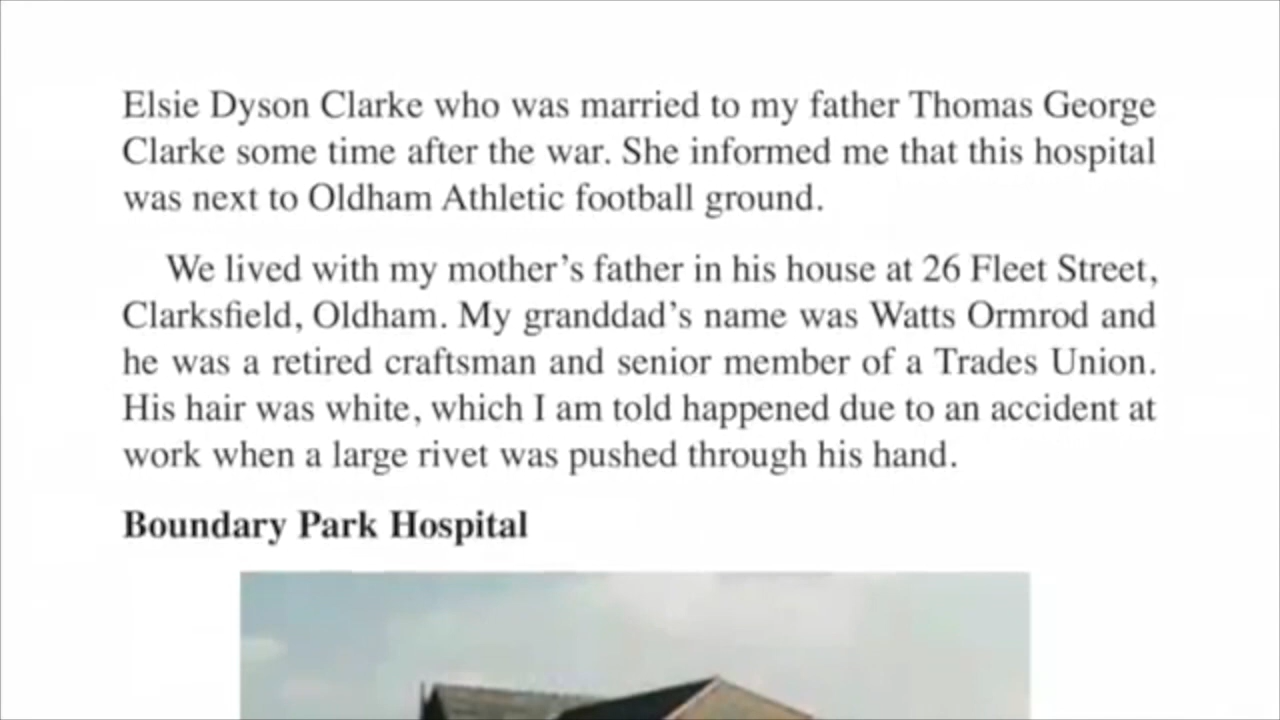 Elsie Dyson Clarke who was married to my father Thomas George
Clarke some time after the war. She informed me that this hospital
was next to Oldham Athletic football ground.
We lived with my mother’s father in his house at 26 Fleet Street,
Clarksfield, Oldham. My granddad’s name was Watts Ormrod and
he was a retired craftsman and senior member of a Trades Union.
His hair was white, which I am told happened due to an accident at
work when a large rivet was pushed through his hand.
Boundary Park Hospital